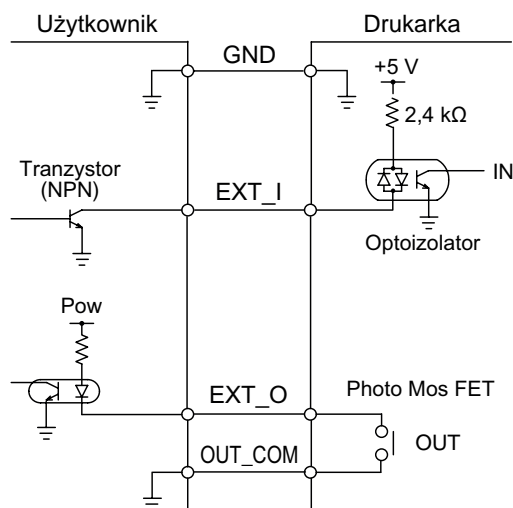 Użytkownik
Drukarka
GND
+5 V
2,4 kΩ
Tranzystor
(NPN)
EXT_I
IN
Optoizolator
Pow
EXT_O
Photo Mos FET
OUT
OUT_COM